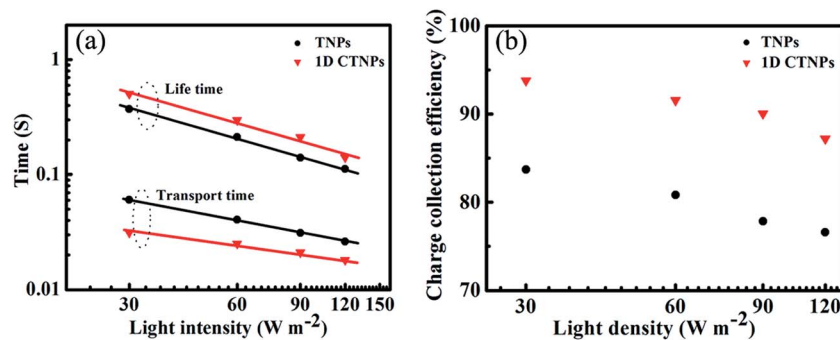 (a)
TNPs
1D CTNPs
Life time
Transport time
Time (S)
1
0.1
0.01
30 60 90 120 150
Light intensity (W m-2)
(b)
TNPs
1D CTNPs
Charge collection efficiency (%)
100
90
80
70
30 60 90 120
Light density (W m-2)